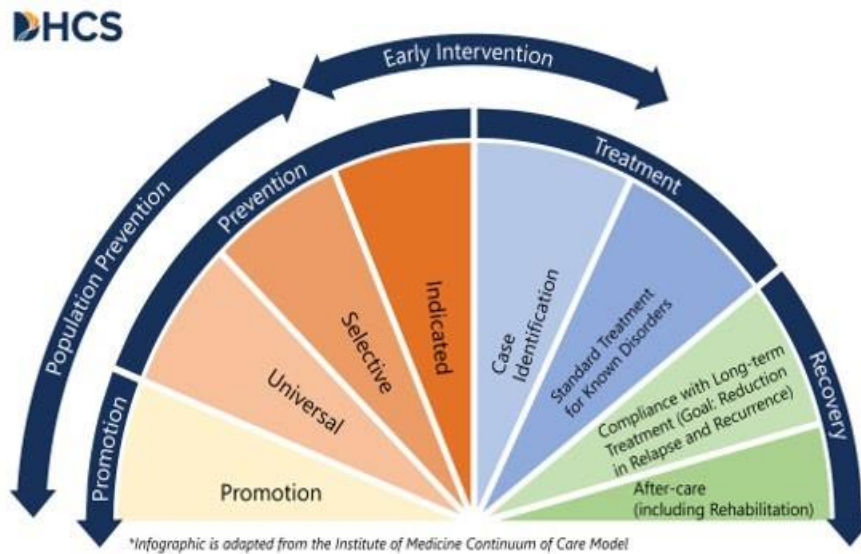 DHCS
Early Intervention
Population Prevention
Prevention
Treatment
Promotion
Recovery
Promotion
Universal
Selective
Indicated
Case
Identification
Standard Treatment
for Known Disorders
Compliance with Long-term
Treatment (Goal: Reduction
in Relapse and Recurrence)
After-care
(including Rehabilitation)
*Infographic is adapted from the Institute of Medicine Continuum of Care Model